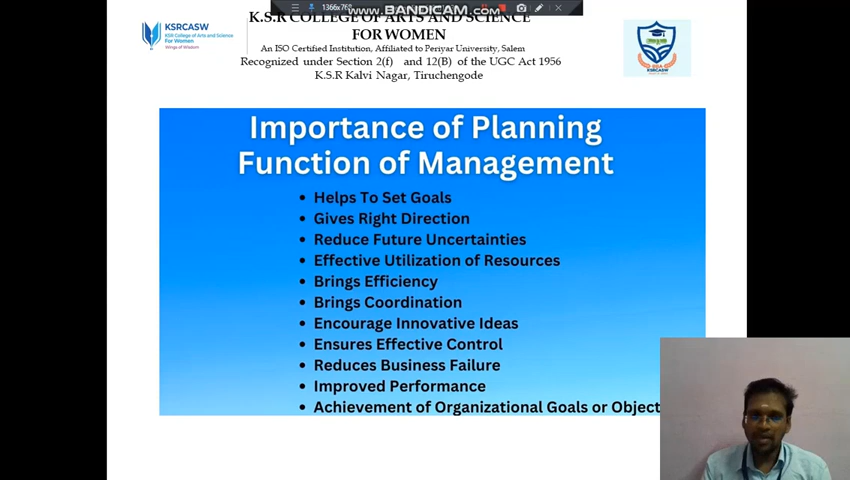 1366x768
WWW.BANDICAM.COM
K.S.R COLLEGE OF ARTS AND SCIENCE
FOR WOMEN
An ISO Certified Institution, Affiliated to Periyar University, Salem
Recognized under Section 2(f) and 12(B) of the UGC Act 1956
K.S.R Kalvi Nagar, Tiruchengode
KSRCASW
KSR College of Arts and Science
For Women
Wings of Wisdom
KSRCASW
Importance of Planning
Function of Management
• Helps To Set Goals
• Gives Right Direction
• Reduce Future Uncertainties
• Effective Utilization of Resources
• Brings Efficiency
• Brings Coordination
• Encourage Innovative Ideas
• Ensures Effective Control
• Reduces Business Failure
• Improved Performance
• Achievement of Organizational Goals or Object